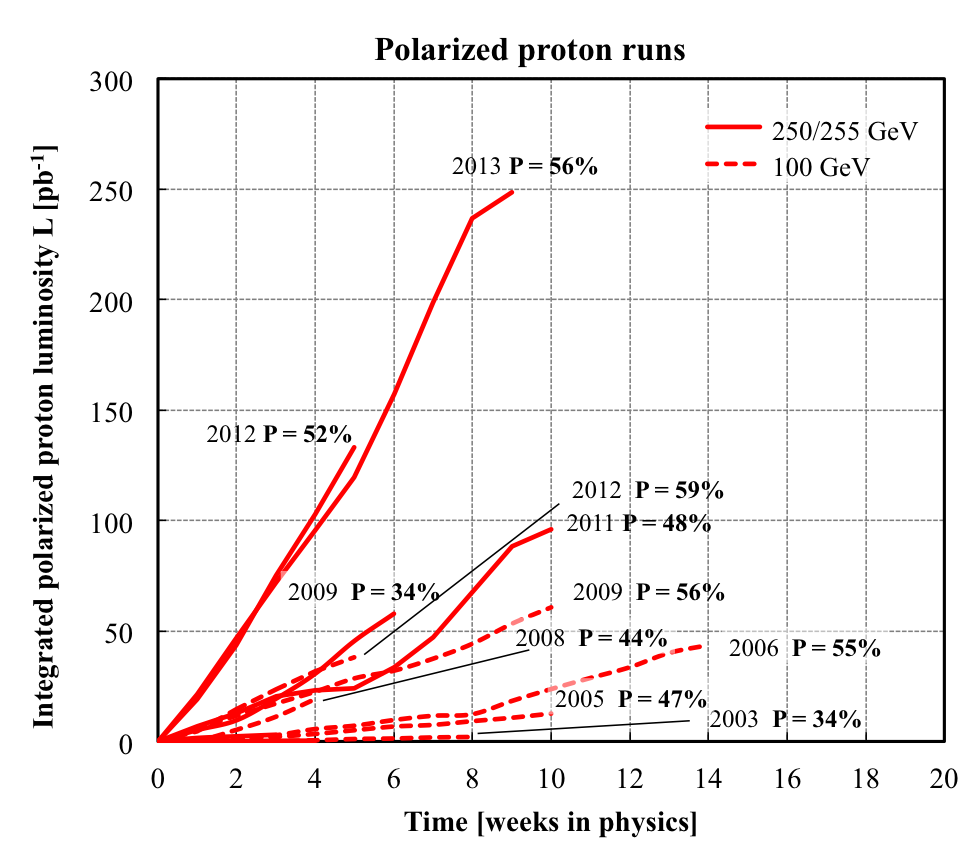 Polarized proton runs
Integrated polarized proton luminosity L [pb-1]
300
250
200
150
100
50
0
250/255 GeV
100 GeV
2013 P = 56%
2012 P = 52%
2012 P = 59%
2011 P = 48%
2009 P = 34%
2009 P = 56%
2008 P = 44%
2006 P = 55%
2005 P = 47%
2003 P = 34%
0 2 4 6 8 10 12 14 16 18 20
Time [weeks in physics]